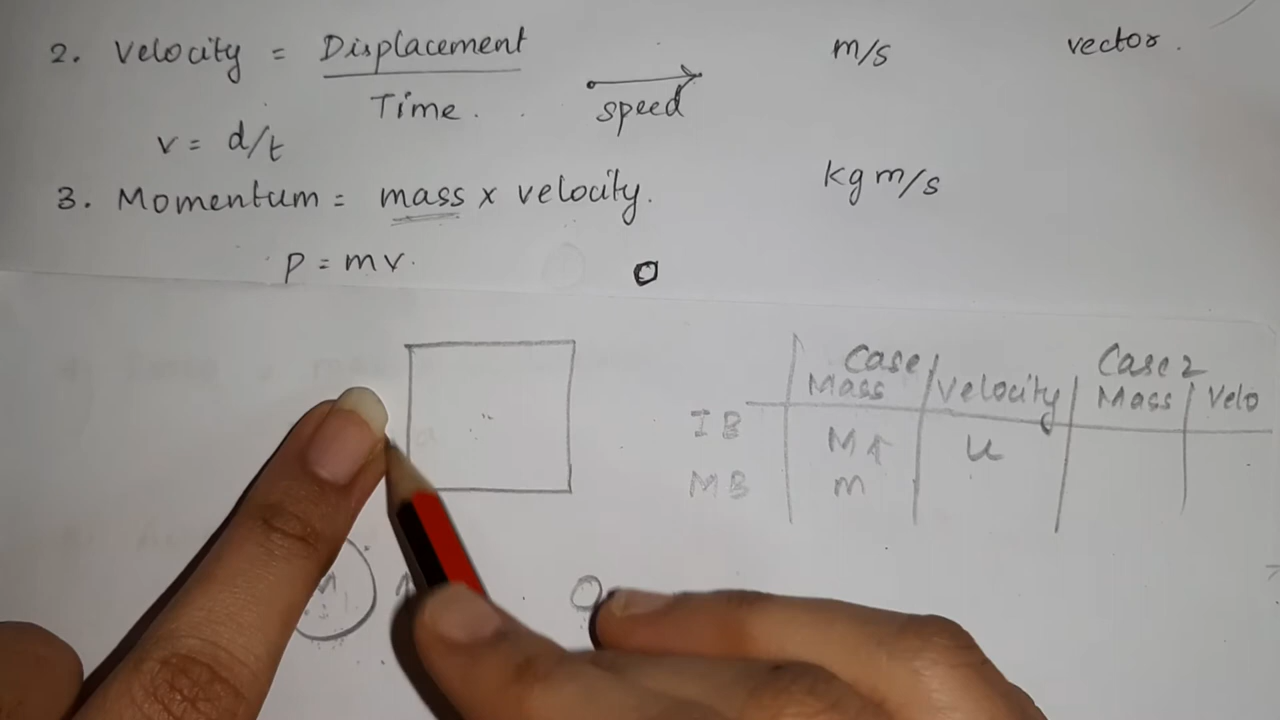 2. Velocity = Displacement m/s vector.
Time. speed
v = d/t
3. Momentum = mass x velocity. kg m/s
p = mv.
Case Case 2
Mass Velocity Mass Velo
IB M↑ u
MB m